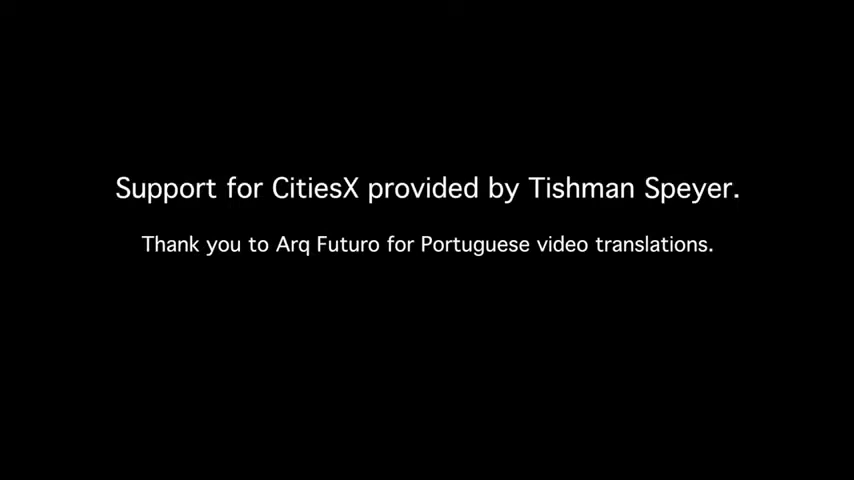 Support for CitiesX provided by Tishman Speyer.
Thank you to Arq Futuro for Portuguese video translations.